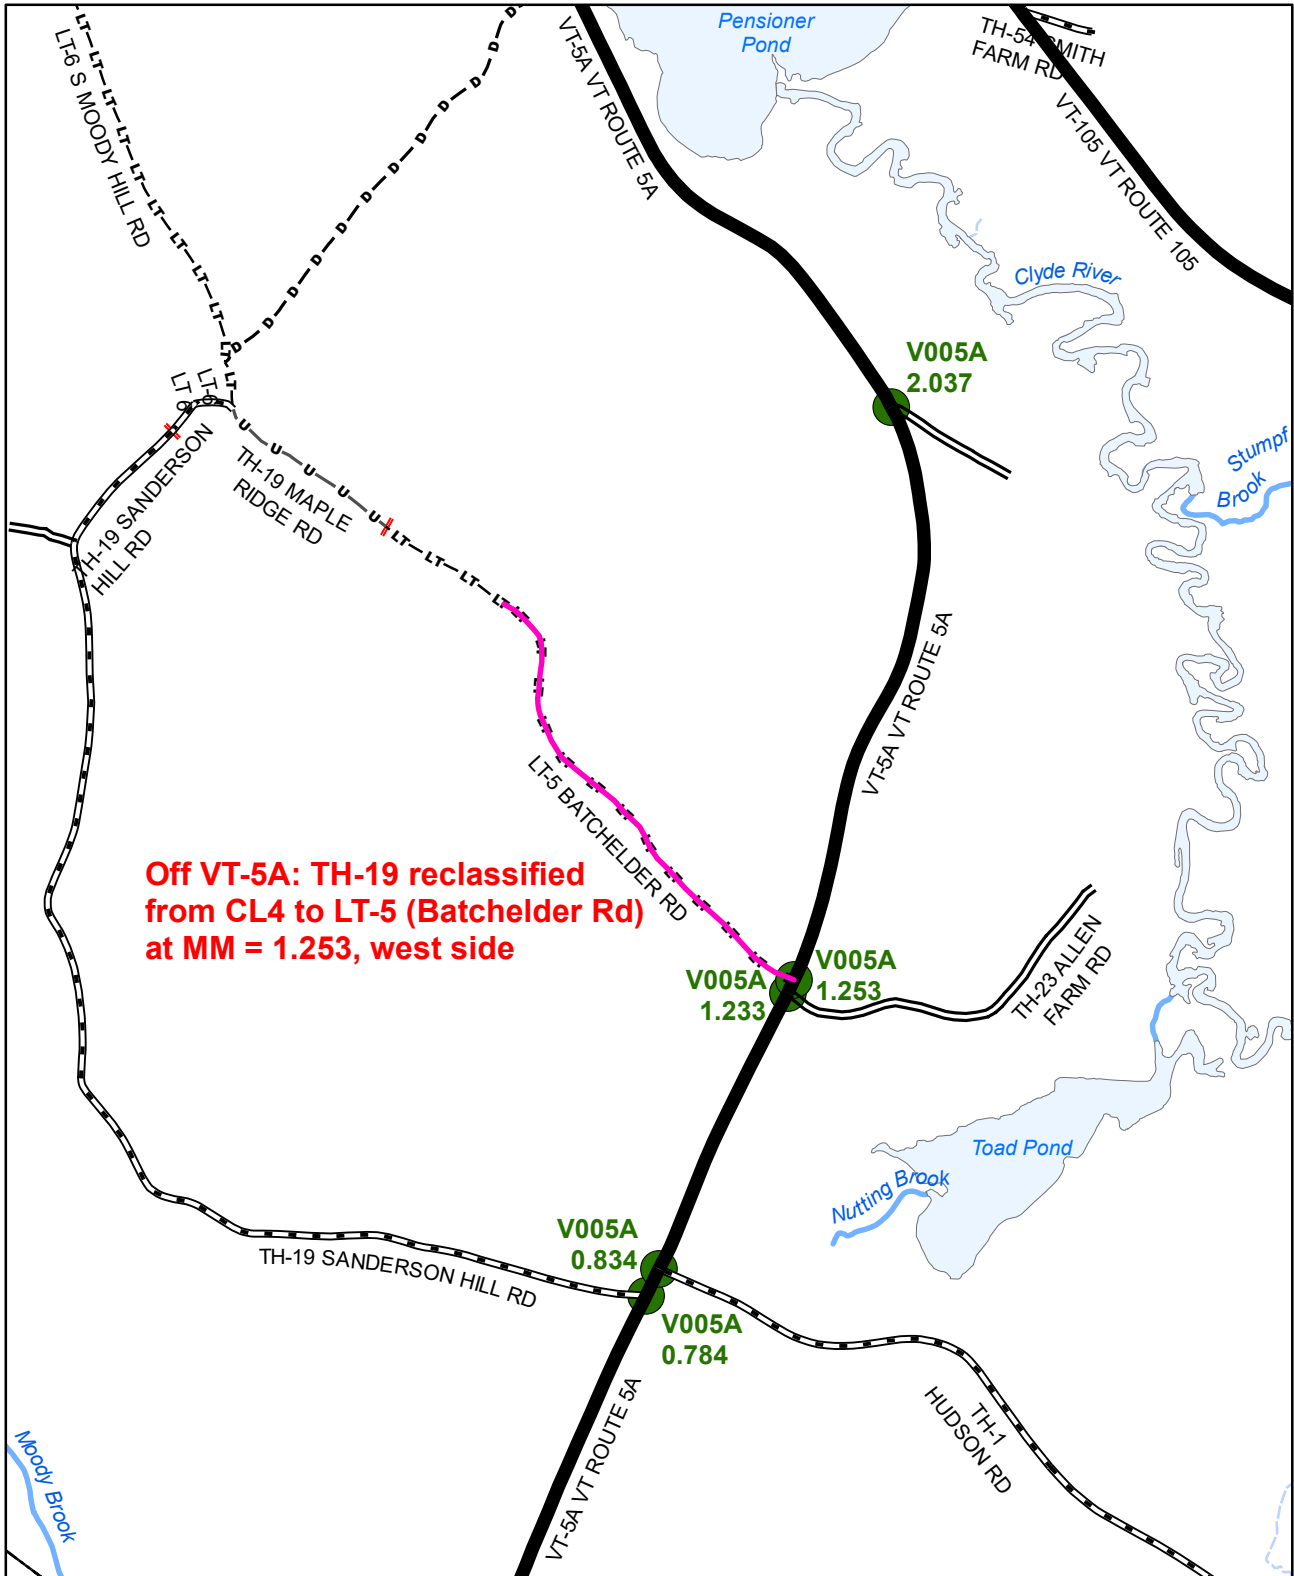 Pensioner
Pond
TH-54 SMITH
FARM RD
LT-6 S MOODY HILL RD
VT-5A VT ROUTE 5A
VT-105 VT ROUTE 105
Clyde River
V005A
2.037
LT-6
LT-6
Stumpf
Brook
TH-19 SANDERSON
HILL RD
TH-19 MAPLE
RIDGE RD
VT-5A VT ROUTE 5A
LT-5 BATCHELDER RD
Off VT-5A: TH-19 reclassified
from CL4 to LT-5 (Batchelder Rd)
at MM = 1.253, west side
V005A
1.253
V005A
1.233
TH-23 ALLEN
FARM RD
Toad Pond
Nutting Brook
V005A
0.834
TH-19 SANDERSON HILL RD
V005A
0.784
VT-5A VT ROUTE 5A
TH-1
HUDSON RD
Moody Brook